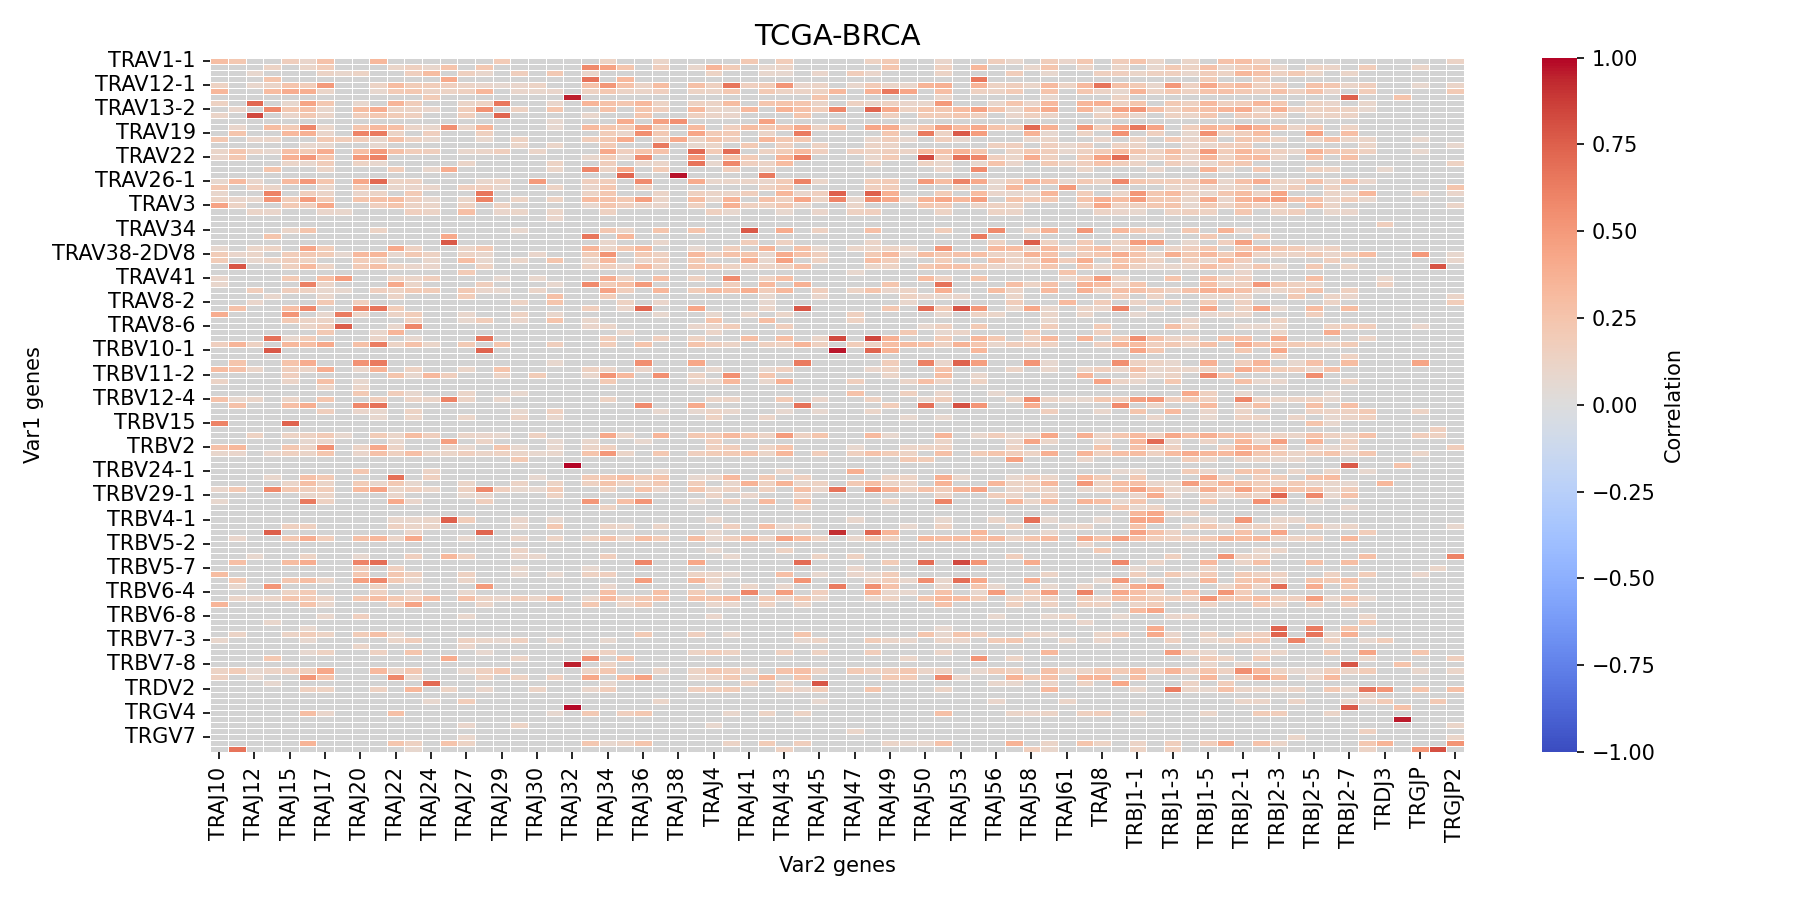 TCGA-BRCA
Var1 genes
TRAV1-1
TRAV12-1
TRAV13-2
TRAV19
TRAV22
TRAV26-1
TRAV3
TRAV34
TRAV38-2DV8
TRAV41
TRAV8-2
TRAV8-6
TRBV10-1
TRBV11-2
TRBV12-4
TRBV15
TRBV2
TRBV24-1
TRBV29-1
TRBV4-1
TRBV5-2
TRBV5-7
TRBV6-4
TRBV6-8
TRBV7-3
TRBV7-8
TRDV2
TRGV4
TRGV7
TRAJ10
TRAJ12
TRAJ15
TRAJ17
TRAJ20
TRAJ22
TRAJ24
TRAJ27
TRAJ29
TRAJ30
TRAJ32
TRAJ34
TRAJ36
TRAJ38
TRAJ4
TRAJ41
TRAJ43
TRAJ45
TRAJ47
TRAJ49
TRAJ50
TRAJ53
TRAJ56
TRAJ58
TRAJ61
TRAJ8
TRBJ1-1
TRBJ1-3
TRBJ1-5
TRBJ2-1
TRBJ2-3
TRBJ2-5
TRBJ2-7
TRDJ3
TRGJP
TRGJP2
Var2 genes
1.00
0.75
0.50
0.25
0.00
−0.25
−0.50
−0.75
−1.00
Correlation